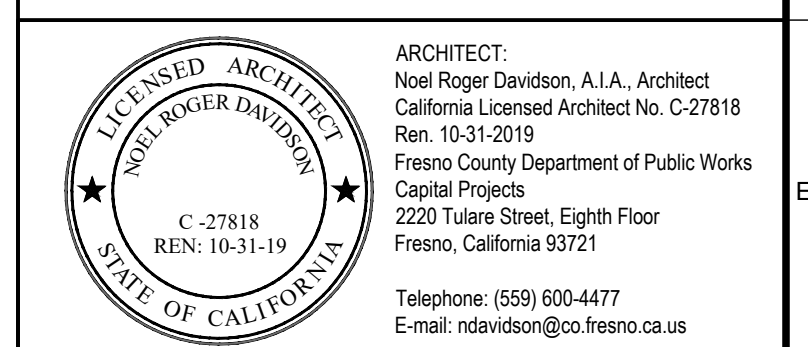 LICENSED ARCHITECT
NOEL ROGER DAVIDSON
C -27818
REN: 10-31-19
STATE OF CALIFORNIA
ARCHITECT:
Noel Roger Davidson, A.I.A., Architect
California Licensed Architect No. C-27818
Ren. 10-31-2019
Fresno County Department of Public Works
Capital Projects
2220 Tulare Street, Eighth Floor
Fresno, California 93721
Telephone: (559) 600-4477
E-mail: ndavidson@co.fresno.ca.us
E